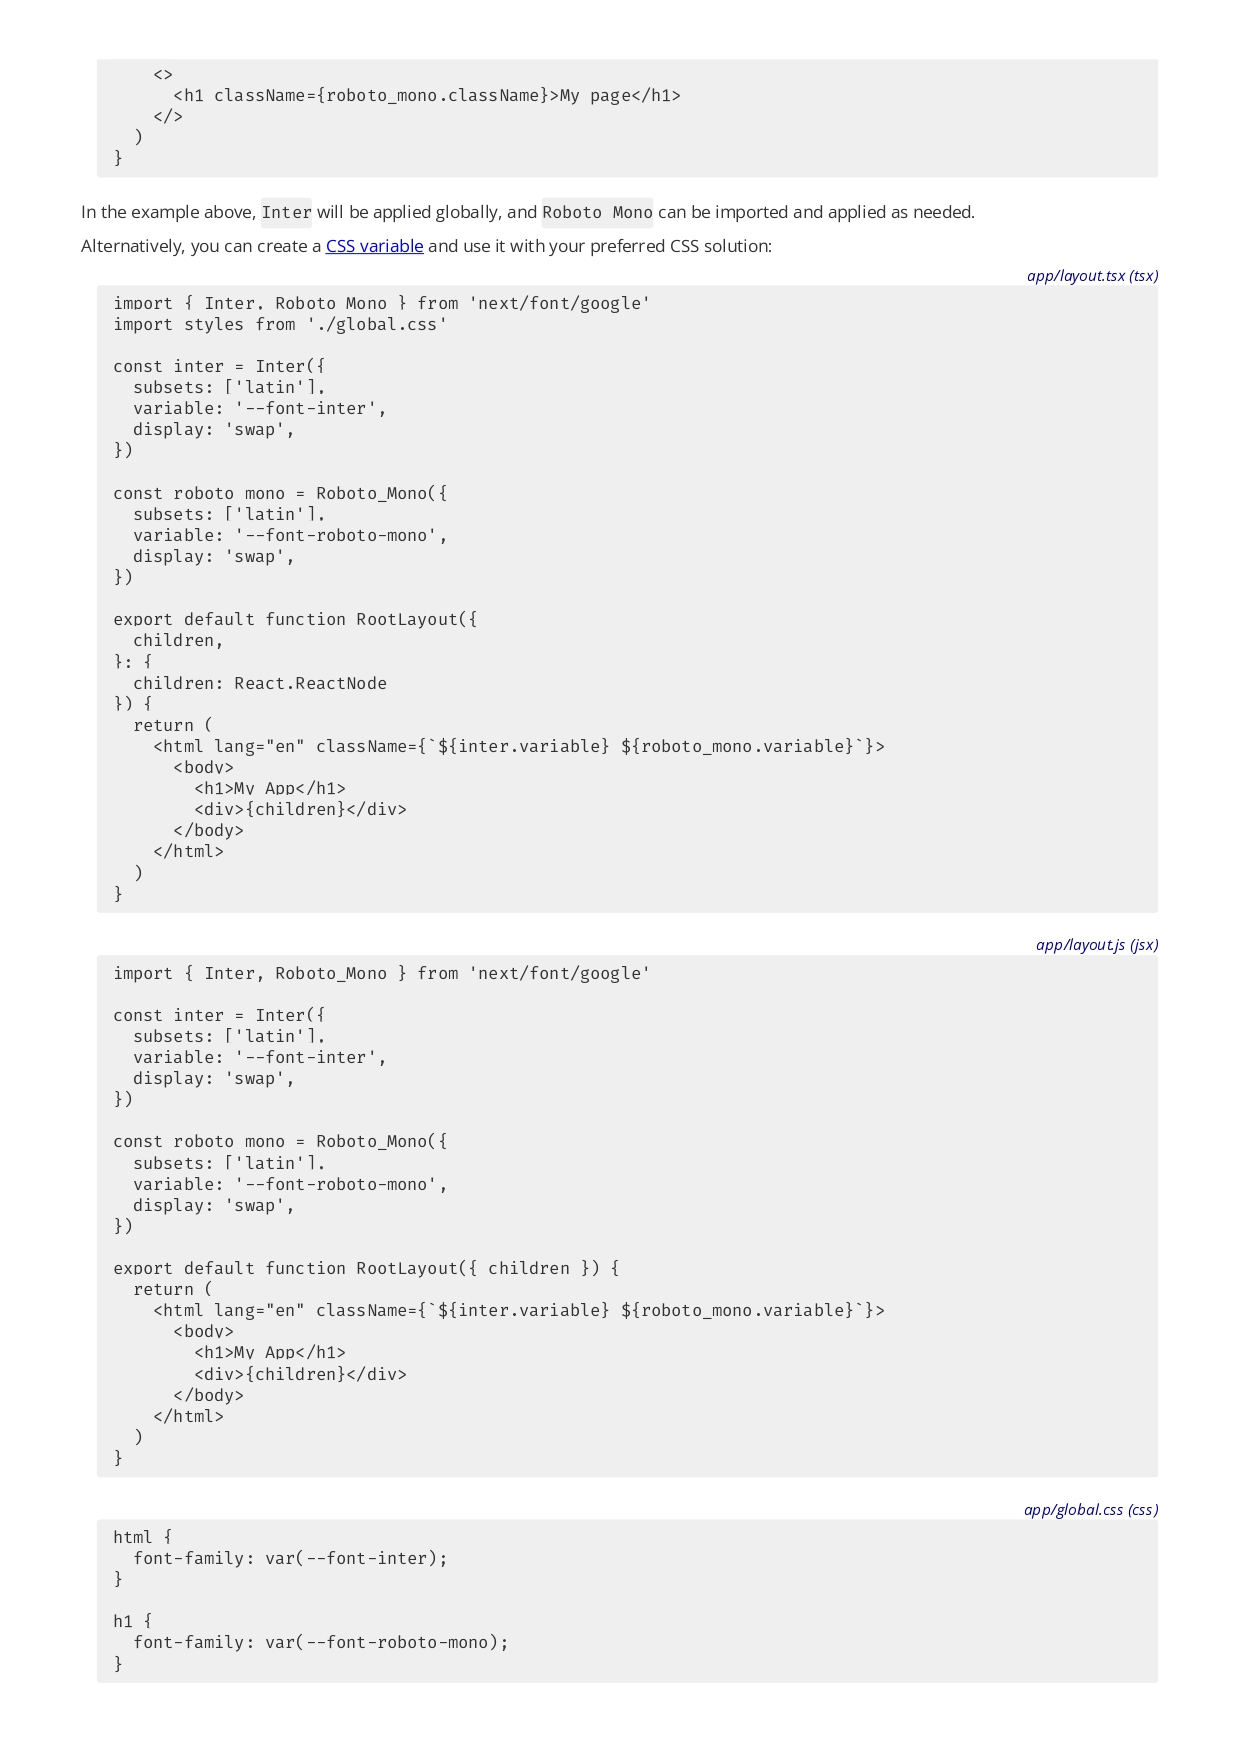 <>
      <h1 className={roboto_mono.className}>My page</h1>
    </>
  )
}
In the example above, Inter will be applied globally, and Roboto Mono can be imported and applied as needed.
Alternatively, you can create a CSS variable and use it with your preferred CSS solution:
app/layout.tsx (tsx)
import { Inter, Roboto_Mono } from 'next/font/google'
import styles from './global.css'

const inter = Inter({
  subsets: ['latin'],
  variable: '--font-inter',
  display: 'swap',
})

const roboto_mono = Roboto_Mono({
  subsets: ['latin'],
  variable: '--font-roboto-mono',
  display: 'swap',
})

export default function RootLayout({
  children,
}: {
  children: React.ReactNode
}) {
  return (
    <html lang="en" className={`${inter.variable} ${roboto_mono.variable}`}>
      <body>
        <h1>My App</h1>
        <div>{children}</div>
      </body>
    </html>
  )
}
app/layout.js (jsx)
import { Inter, Roboto_Mono } from 'next/font/google'

const inter = Inter({
  subsets: ['latin'],
  variable: '--font-inter',
  display: 'swap',
})

const roboto_mono = Roboto_Mono({
  subsets: ['latin'],
  variable: '--font-roboto-mono',
  display: 'swap',
})

export default function RootLayout({ children }) {
  return (
    <html lang="en" className={`${inter.variable} ${roboto_mono.variable}`}>
      <body>
        <h1>My App</h1>
        <div>{children}</div>
      </body>
    </html>
  )
}
app/global.css (css)
html {
  font-family: var(--font-inter);
}

h1 {
  font-family: var(--font-roboto-mono);
}